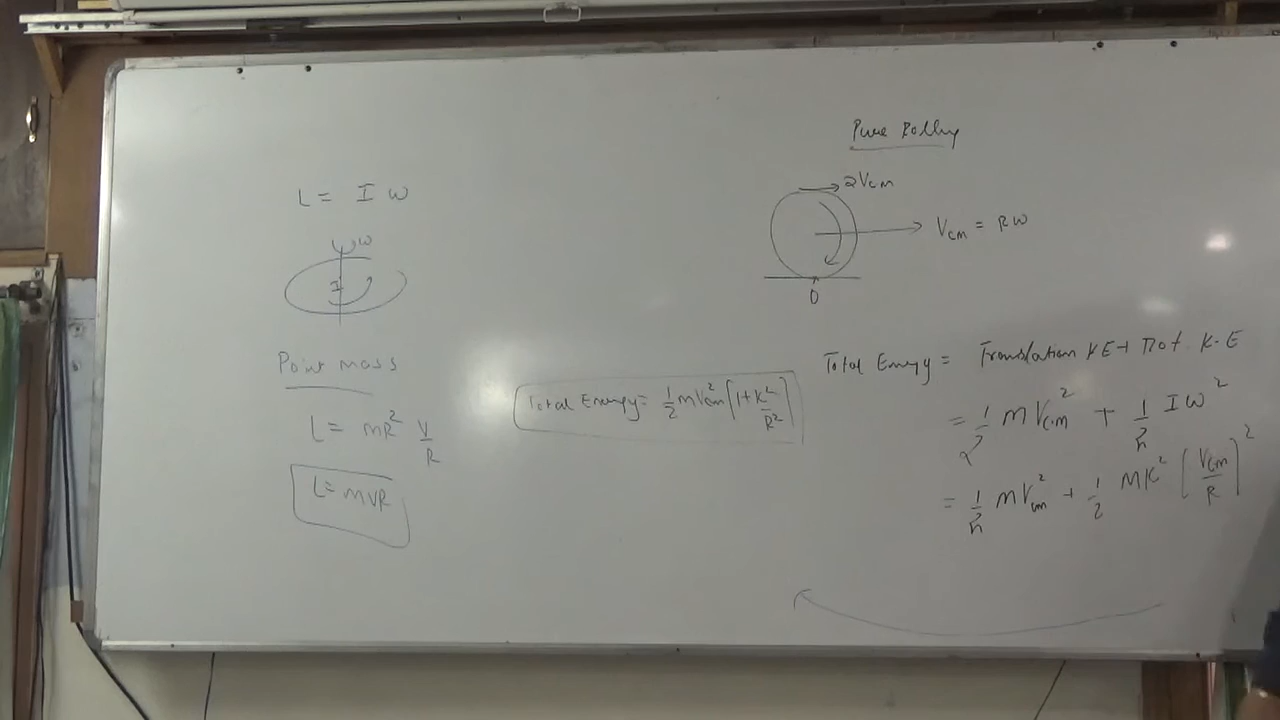 L = I ω
ω
I
Point mass
L = mR² V/R
L = mVR
Total Energy = 1/2 mVcm² [1+K²/R²]
Pure Rolling
2Vcm
Vcm = Rω
O
Total Energy = Translation KE + Rot. K.E
= 1/2 mVcm² + 1/2 Iω²
= 1/2 mVcm² + 1/2 MK² [Vcm/R]²